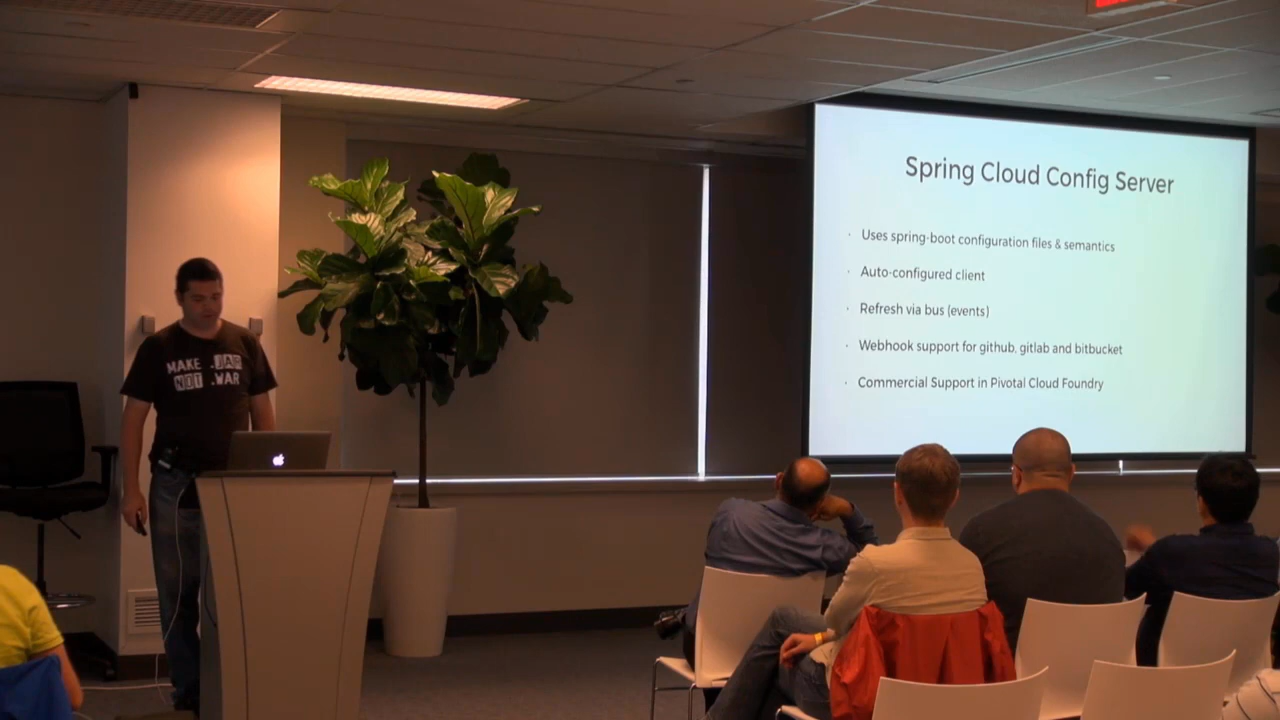 MAKE .JAR
NOT .WAR
Spring Cloud Config Server
· Uses spring-boot configuration files & semantics
· Auto-configured client
· Refresh via bus (events)
· Webhook support for github, gitlab and bitbucket
· Commercial Support in Pivotal Cloud Foundry